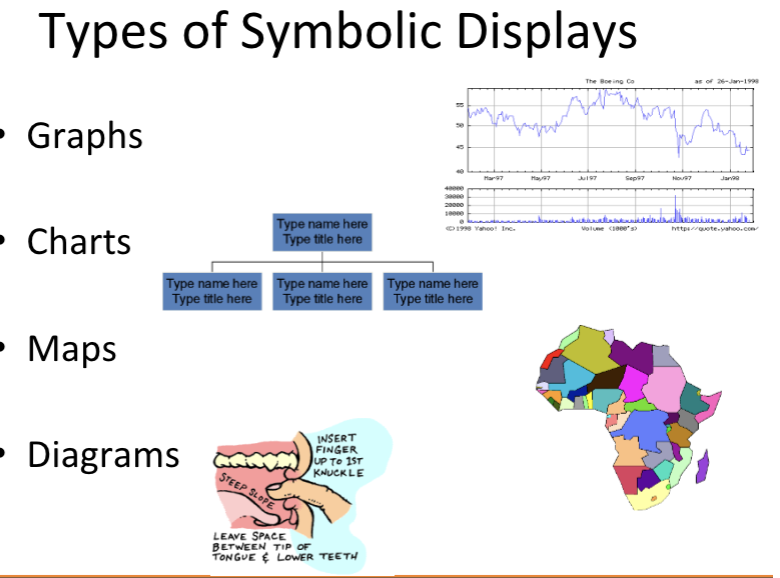 Types of Symbolic Displays
The Boeing Co as of 26-Jan-1998
• Graphs
55
50
45
40
Mar97 May97 Jul97 Sep97 Nov97 Jan98
40000
30000
20000
10000
0
(C)1998 Yahoo! Inc. Volume (1000's) https://quote.yahoo.com/
• Charts
Type name here
Type title here
Type name here Type name here Type name here
Type title here Type title here Type title here
• Maps
• Diagrams
INSERT
FINGER
UP TO 1ST
KNUCKLE
STEEP SLOPE
LEAVE SPACE
BETWEEN TIP OF
TONGUE & LOWER TEETH